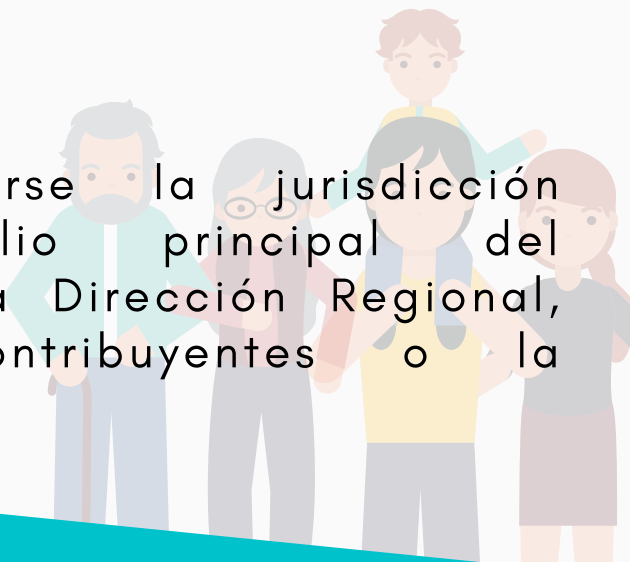 rse la jurisdicción
lio principal del
a Dirección Regional,
ontribuyentes o la